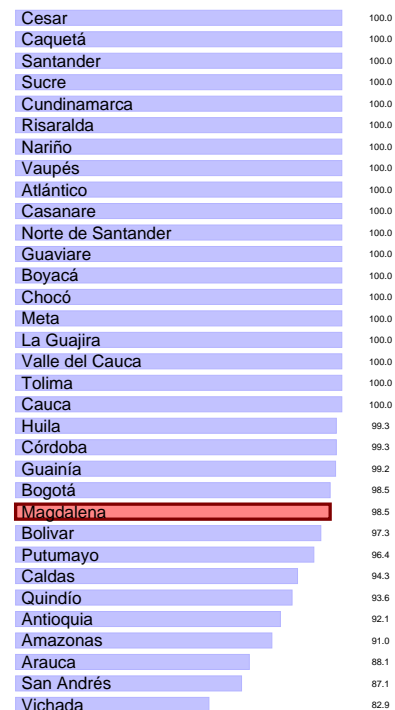 Cesar 100.0
Caquetá 100.0
Santander 100.0
Sucre 100.0
Cundinamarca 100.0
Risaralda 100.0
Nariño 100.0
Vaupés 100.0
Atlántico 100.0
Casanare 100.0
Norte de Santander 100.0
Guaviare 100.0
Boyacá 100.0
Chocó 100.0
Meta 100.0
La Guajira 100.0
Valle del Cauca 100.0
Tolima 100.0
Cauca 100.0
Huila 99.3
Córdoba 99.3
Guainía 99.2
Bogotá 98.5
Magdalena 98.5
Bolivar 97.3
Putumayo 96.4
Caldas 94.3
Quindío 93.6
Antioquia 92.1
Amazonas 91.0
Arauca 88.1
San Andrés 87.1
Vichada 82.9